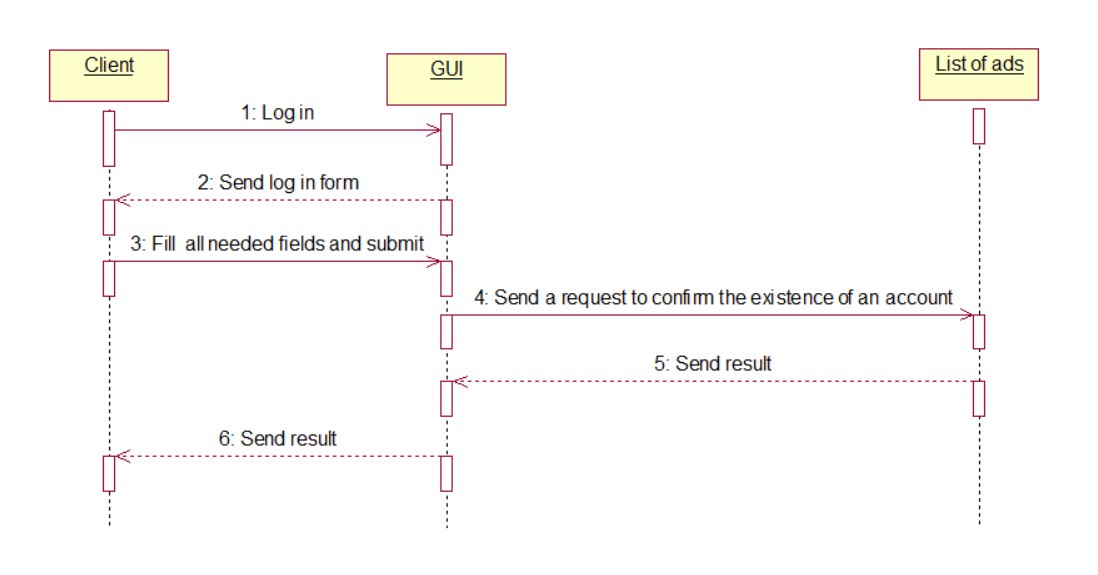 Client
GUI
List of ads
1: Log in
2: Send log in form
3: Fill all needed fields and submit
4: Send a request to confirm the existence of an account
5: Send result
6: Send result